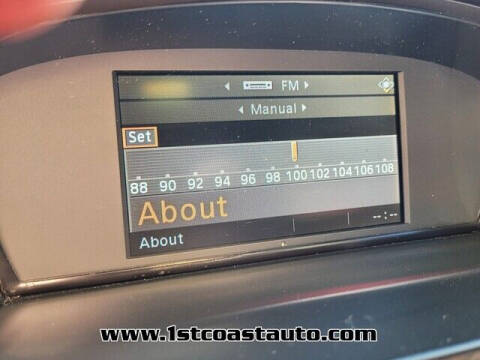 FM
Manual
Set
88 90 92 94 96 98 100 102 104 106 108
About
About -- : --
www.1stcoastauto.com